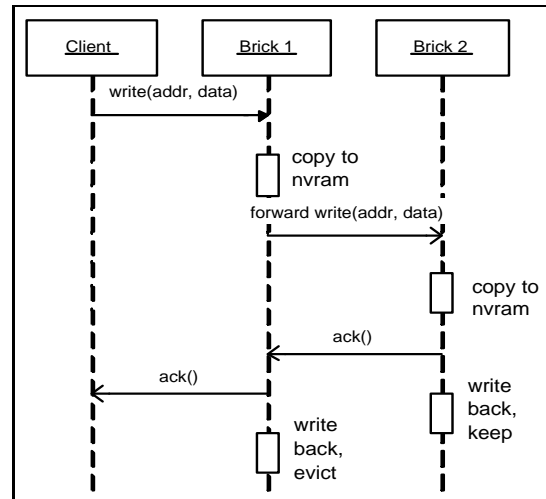 Client
Brick 1
Brick 2
write(addr, data)
copy to
nvram
forward write(addr, data)
copy to
nvram
ack()
ack()
write
back,
keep
write
back,
evict